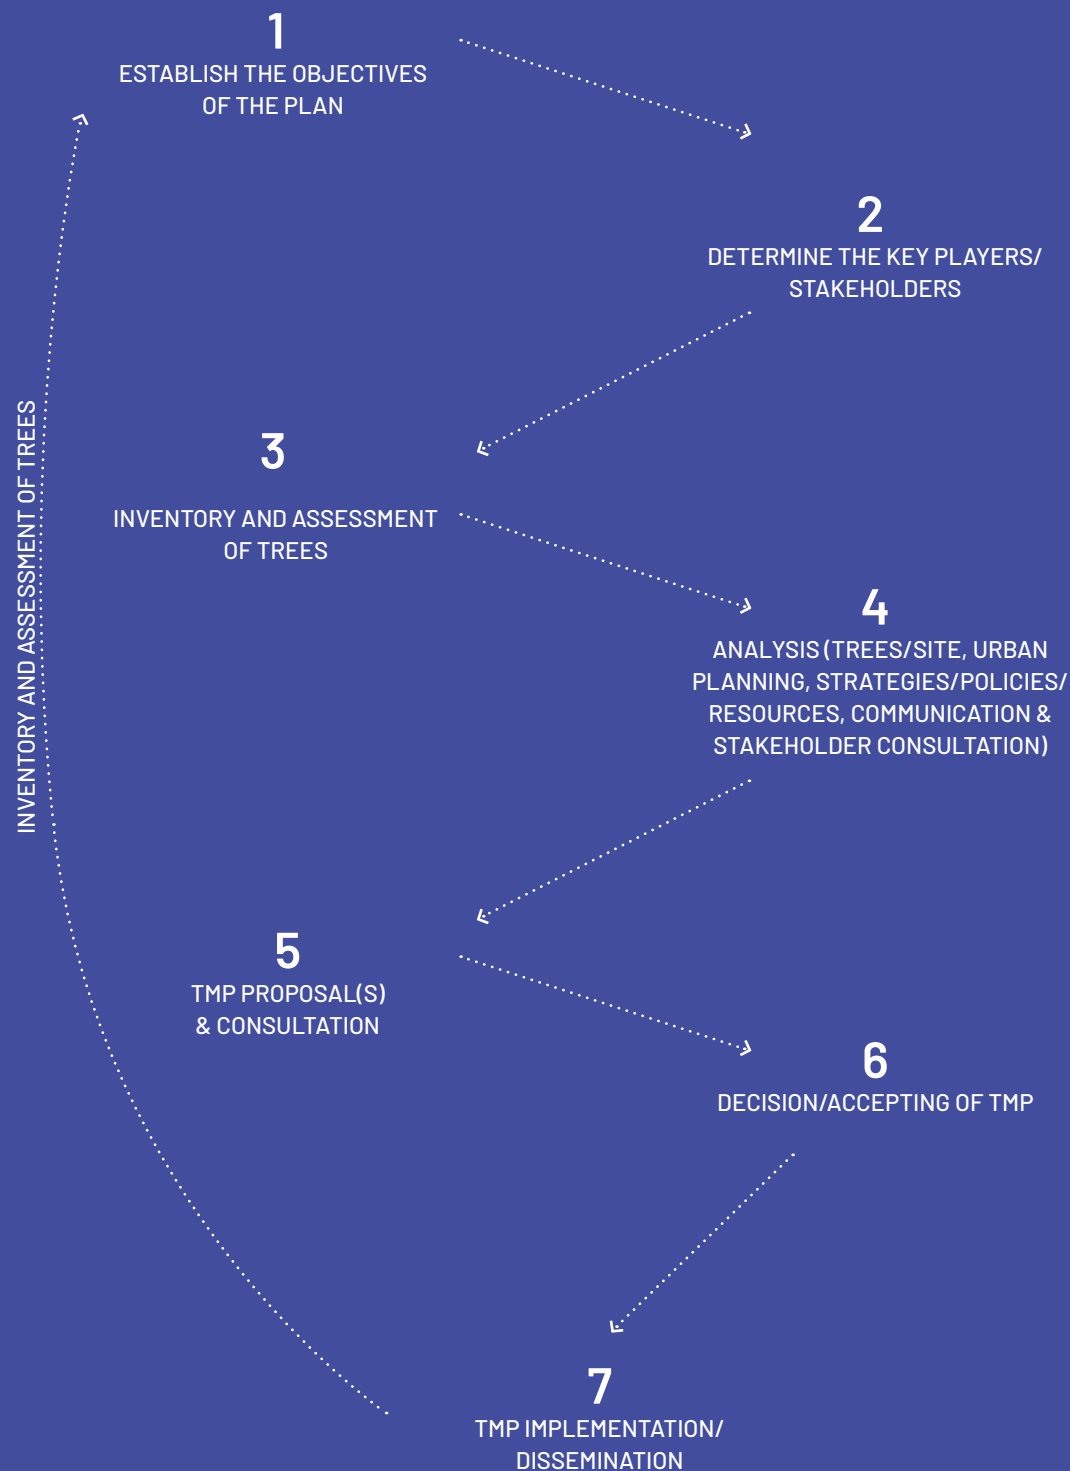 1
ESTABLISH THE OBJECTIVES
OF THE PLAN
2
DETERMINE THE KEY PLAYERS/
STAKEHOLDERS
3
INVENTORY AND ASSESSMENT
OF TREES
4
ANALYSIS (TREES/SITE, URBAN
PLANNING, STRATEGIES/POLICIES/
RESOURCES, COMMUNICATION &
STAKEHOLDER CONSULTATION)
5
TMP PROPOSAL(S)
& CONSULTATION
6
DECISION/ACCEPTING OF TMP
7
TMP IMPLEMENTATION/
DISSEMINATION
INVENTORY AND ASSESSMENT OF TREES